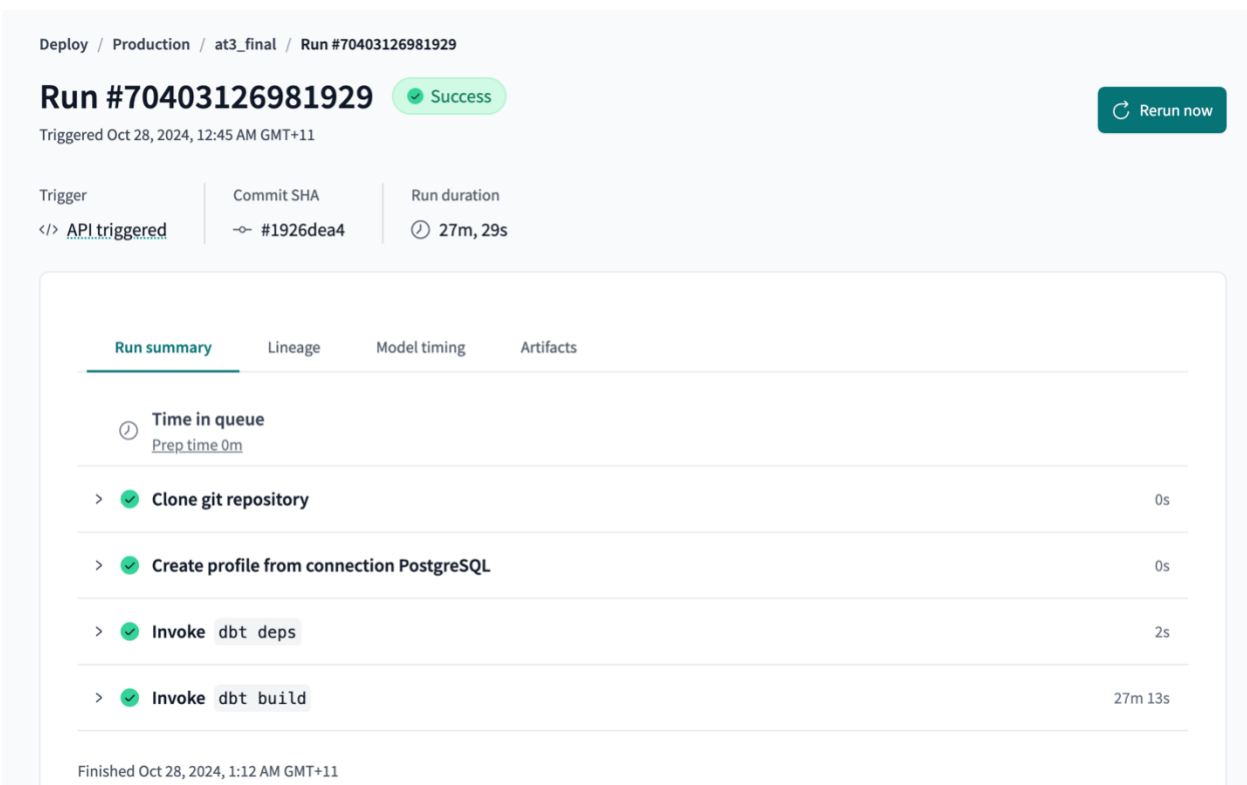 Deploy / Production / at3_final / Run #70403126981929
Run #70403126981929 Success
Rerun now
Triggered Oct 28, 2024, 12:45 AM GMT+11
Trigger Commit SHA Run duration
</> API triggered #1926dea4 27m, 29s
Run summary Lineage Model timing Artifacts
Time in queue
Prep time 0m
> Clone git repository 0s
> Create profile from connection PostgreSQL 0s
> Invoke dbt deps 2s
> Invoke dbt build 27m 13s
Finished Oct 28, 2024, 1:12 AM GMT+11